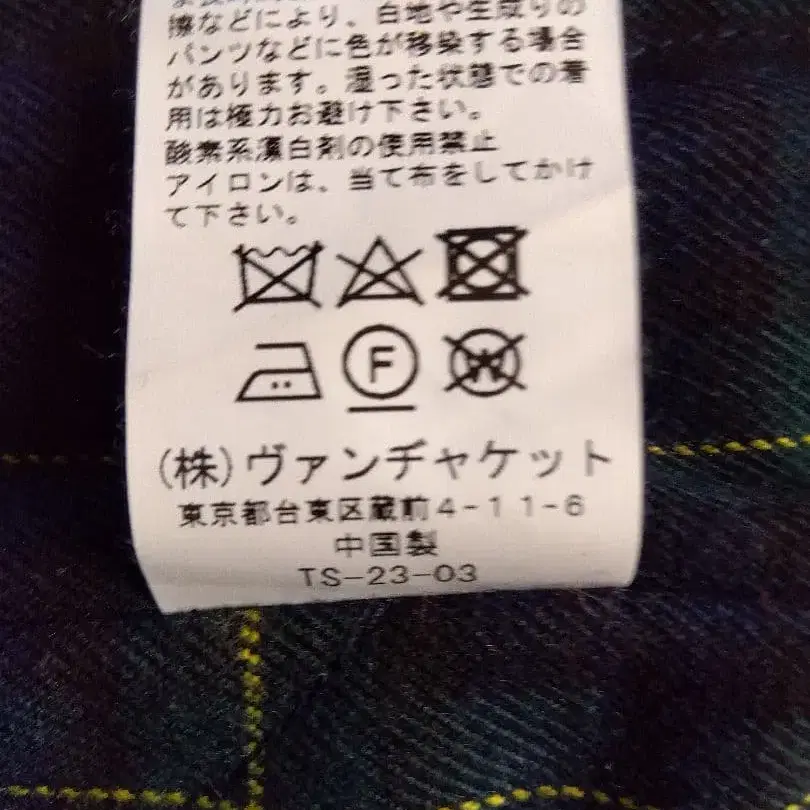 擦などにより、白地や生成りの
パンツなどに色が移染する場合
があります。湿った状態での着
用は極力お避け下さい。
酸素系漂白剤の使用禁止
アイロンは、当て布をしてかけ
て下さい。
F
W
(株)ヴァンヂャケット
東京都台東区蔵前4-11-6
中国製
TS-23-03